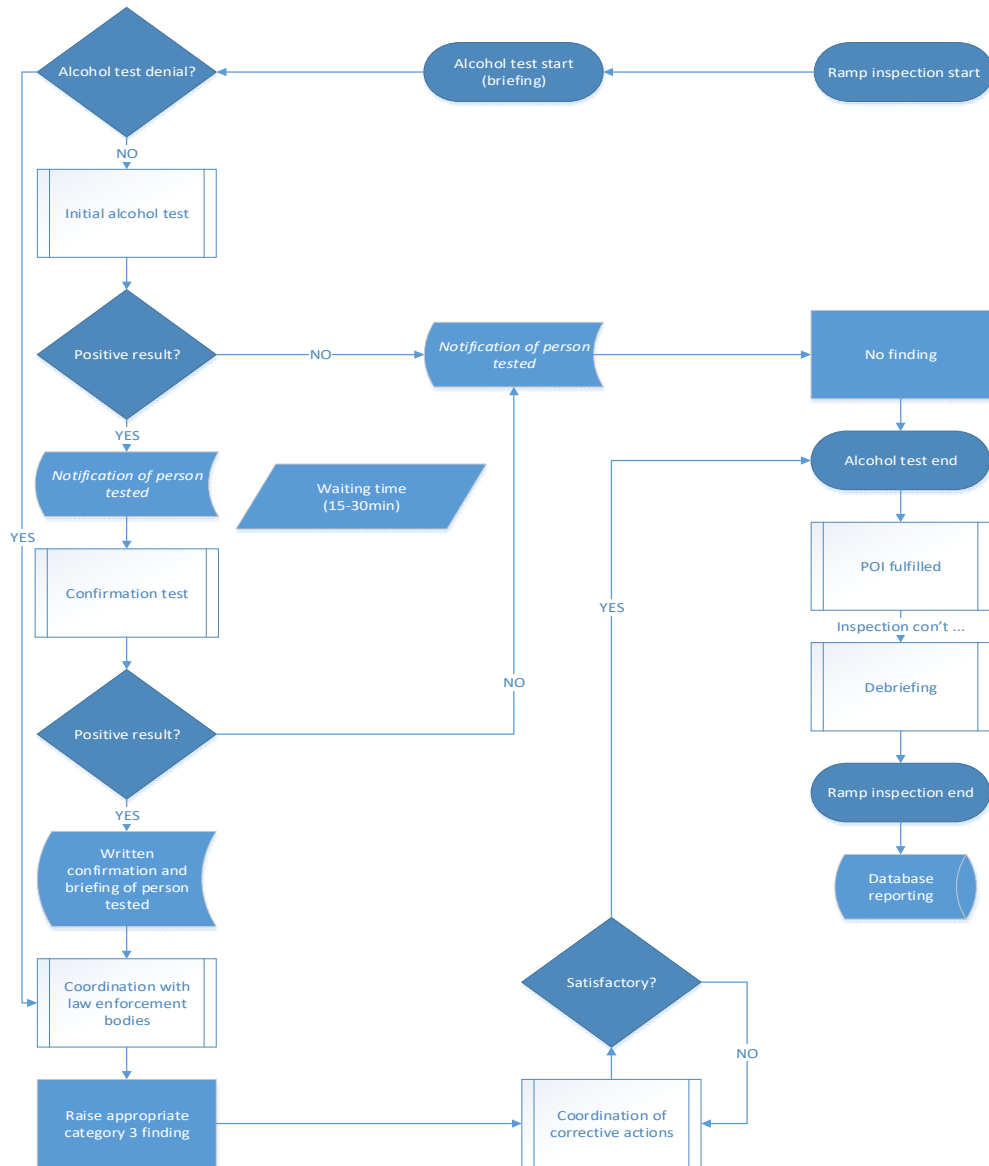 Alcohol test denial?
Alcohol test start
(briefing)
Ramp inspection start
NO
Initial alcohol test
Positive result?
NO
Notification of person
tested
No finding
YES
Notification of person
tested
Waiting time
(15-30min)
Alcohol test end
YES
Confirmation test
POI fulfilled
YES
Inspection con’t ...
NO
Debriefing
Positive result?
Ramp inspection end
YES
Written
confirmation and
briefing of person
tested
Database
reporting
Coordination with
law enforcement
bodies
Satisfactory?
NO
Raise appropriate
category 3 finding
Coordination of
corrective actions